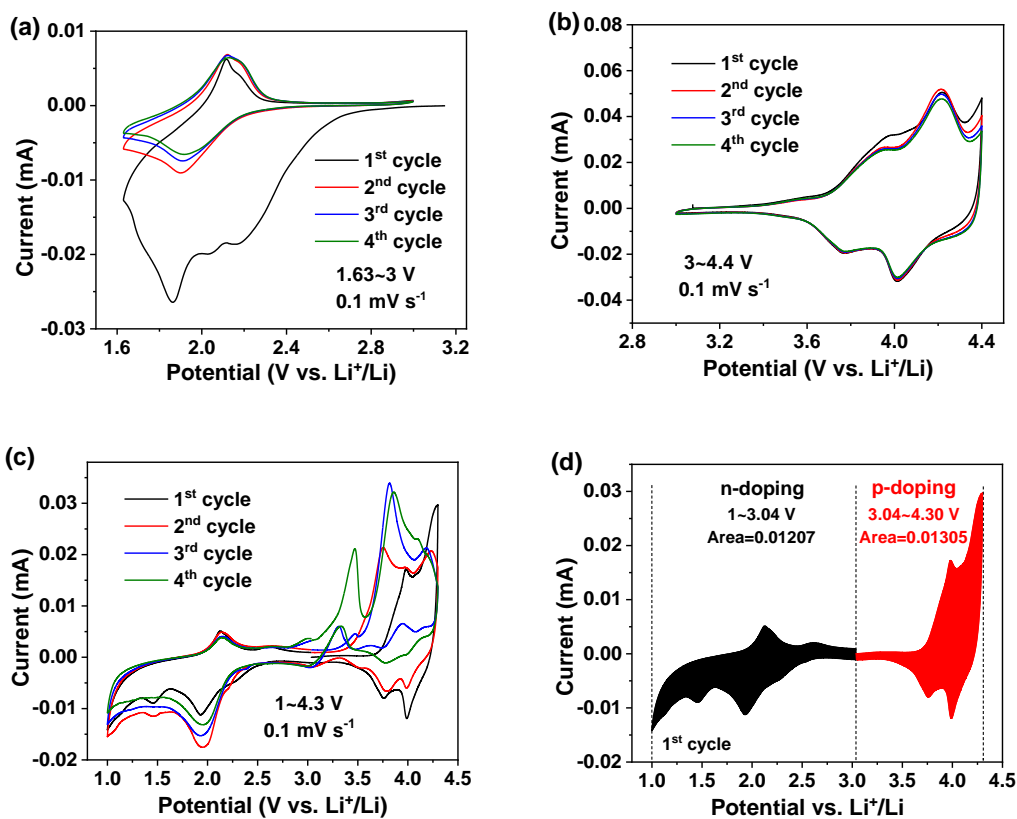 (a)
0.01
0.00
-0.01
-0.02
-0.03
Current (mA)
1st cycle
2nd cycle
3rd cycle
4th cycle
1.63~3 V
0.1 mV s-1
1.6 2.0 2.4 2.8 3.2
Potential (V vs. Li+/Li)
(b)
0.08
0.06
0.04
0.02
0.00
-0.02
-0.04
Current (mA)
1st cycle
2nd cycle
3rd cycle
4th cycle
3~4.4 V
0.1 mV s-1
2.8 3.2 3.6 4.0 4.4
Potential (V vs. Li+/Li)
(c)
0.03
0.02
0.01
0.00
-0.01
-0.02
Current (mA)
1st cycle
2nd cycle
3rd cycle
4th cycle
1~4.3 V
0.1 mV s-1
1.0 1.5 2.0 2.5 3.0 3.5 4.0 4.5
Potential (V vs. Li+/Li)
(d)
0.03
0.02
0.01
0.00
-0.01
-0.02
Current (mA)
n-doping
1~3.04 V
Area=0.01207
p-doping
3.04~4.30 V
Area=0.01305
1st cycle
1.0 1.5 2.0 2.5 3.0 3.5 4.0 4.5
Potential vs. Li+/Li